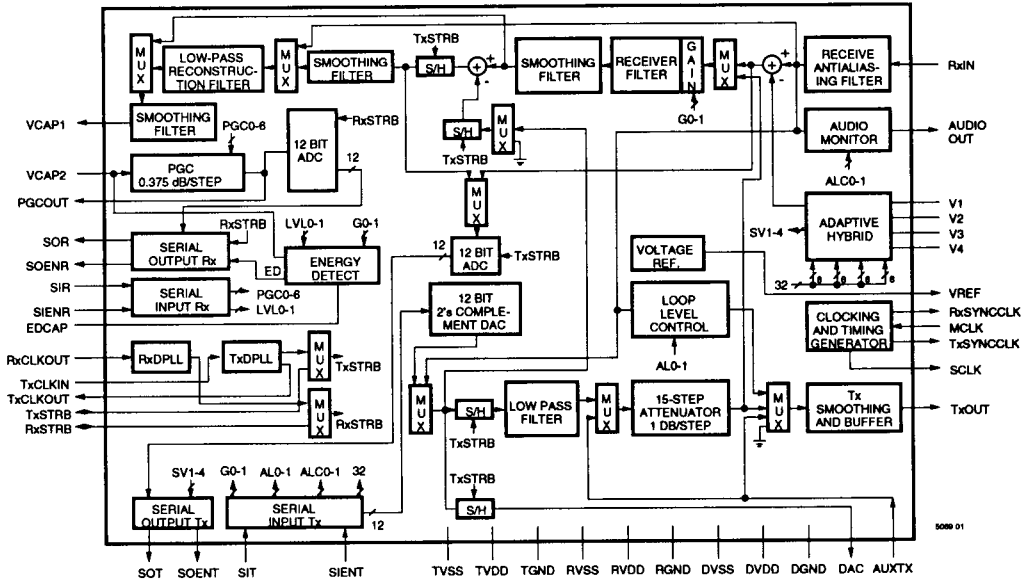 TxSTRB
MUX
LOW-PASS
RECONSTRUC-
TION FILTER
MUX
SMOOTHING
FILTER
S/H
+
-
SMOOTHING
FILTER
RECEIVER
FILTER
GAIN
MUX
+
-
RECEIVE
ANTIALIAS-
ING FILTER
RxIN
VCAP1
SMOOTHING
FILTER
PGC0-6
RxSTRB
12 BIT
ADC
12
S/H
TxSTRB
MUX
G0-1
AUDIO
MONITOR
AUDIO
OUT
ALC0-1
VCAP2
PGC
0.375 dB/STEP
PGCOUT
MUX
V1
V2
V3
V4
ADAPTIVE
HYBRID
SV1-4
32
6
6
6
6
SOR
SOENR
RxSTRB
SERIAL
OUTPUT Rx
LVL0-1
G0-1
ED
ENERGY
DETECT
12
12 BIT
ADC
TxSTRB
VOLTAGE
REF.
SIR
SIENR
SERIAL
INPUT Rx
PGC0-6
LVL0-1
EDCAP
12 BIT
2's COMPLE-
MENT DAC
LOOP
LEVEL
CONTROL
AL0-1
VREF
CLOCKING
AND TIMING
GENERATOR
RxSYNCCLK
MCLK
TxSYNCCLK
SCLK
RxCLKOUT
RxDPLL
TxDPLL
MUX
TxSTRB
TxCLKIN
TxCLKOUT
TxSTRB
RxSTRB
MUX
RxSTRB
MUX
S/H
TxSTRB
LOW PASS
FILTER
MUX
15-STEP
ATTENUATOR
1 DB/STEP
MUX
Tx
SMOOTHING
AND BUFFER
TxOUT
SV1-4
G0-1
AL0-1
ALC0-1
32
TxSTRB
S/H
SERIAL
OUTPUT Tx
SERIAL
INPUT Tx
12
5069 01
SOT
SOENT
SIT
SIENT
TVSS
TVDD
TGND
RVSS
RVDD
RGND
DVSS
DVDD
DGND
DAC
AUXTX